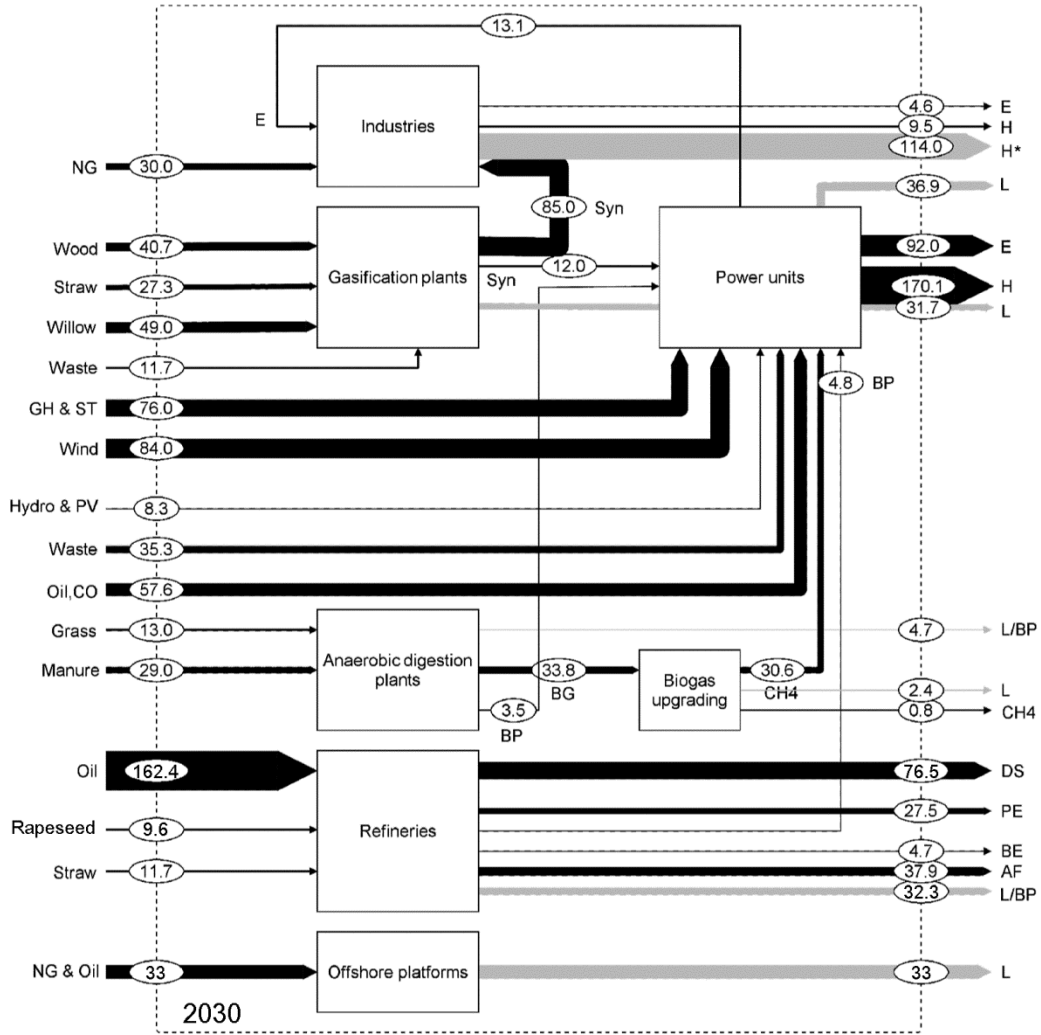 13.1
4.6 E
E Industries 9.5 H
114.0 H*
NG 30.0
36.9 L
85.0 Syn
Wood 40.7 92.0 E
12.0
Gasification plants Power units
Straw 27.3 Syn 170.1 H
31.7 L
Willow 49.0
Waste 11.7
4.8 BP
GH & ST 76.0
Wind 84.0
Hydro & PV 8.3
Waste 35.3
Oil,CO 57.6
Grass 13.0 4.7 L/BP
Manure 29.0 Anaerobic digestion 33.8 30.6
plants BG Biogas CH4
upgrading 2.4 L
3.5 0.8 CH4
BP
Oil 162.4 76.5 DS
27.5 PE
Rapeseed 9.6 Refineries
4.7 BE
Straw 11.7 37.9 AF
32.3 L/BP
NG & Oil 33 Offshore platforms 33 L
2030